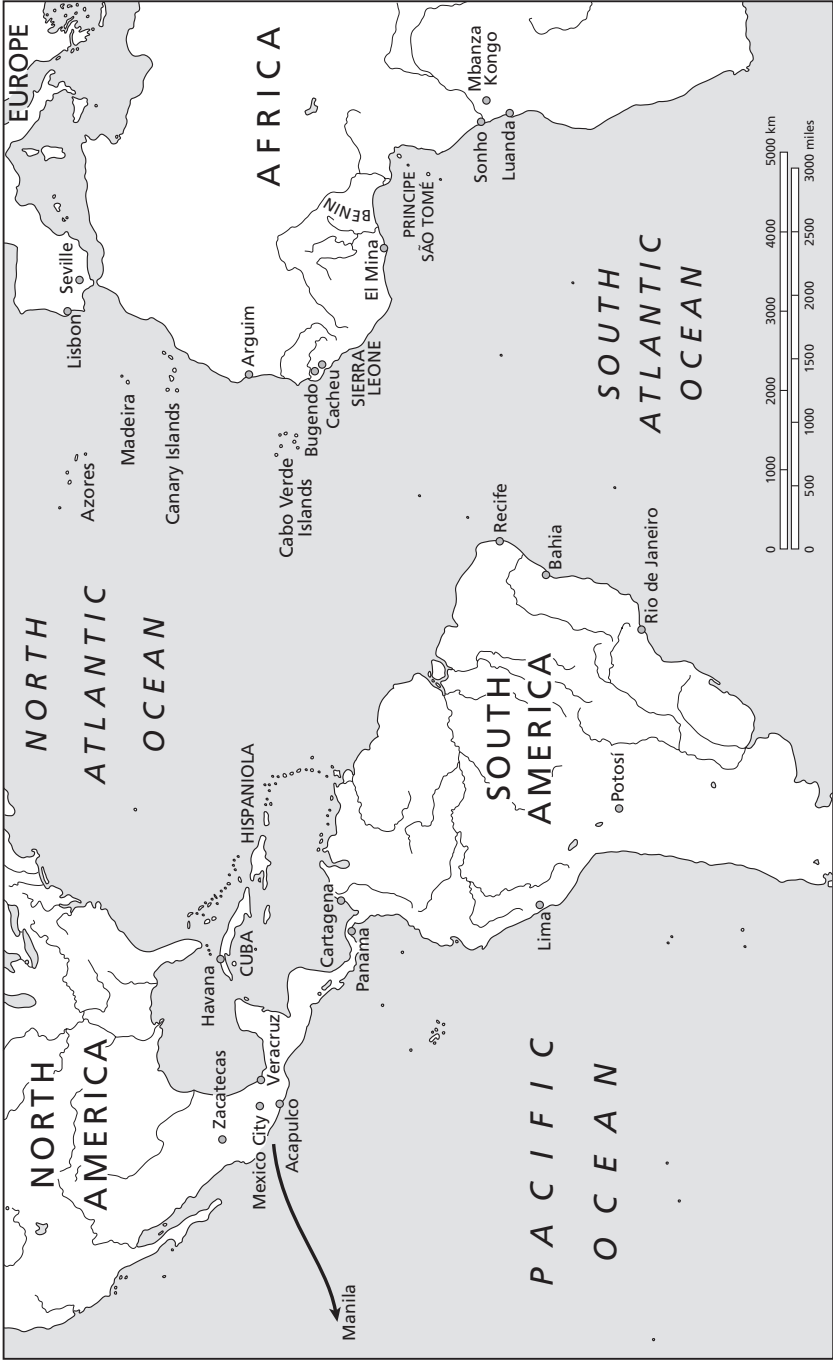 NORTH
AMERICA
NORTH
ATLANTIC
OCEAN
EUROPE
AFRICA
Azores
Madeira
Canary Islands
Lisbon
Seville
Arguim
Cabo Verde
Islands
Bugendo
Cacheu
SIERRA
LEONE
El Mina
BENIN
PRINCIPE
SÃO TOMÉ
Sonho
Mbanza
Kongo
Luanda
Zacatecas
Mexico City
Veracruz
Acapulco
Manila
Havana
CUBA
HISPANIOLA
Cartagena
Panama
SOUTH
AMERICA
Lima
Potosí
Recife
Bahia
Rio de Janeiro
PACIFIC
OCEAN
SOUTH
ATLANTIC
OCEAN
0 1000 2000 3000 4000 5000 km
0 500 1000 1500 2000 2500 3000 miles